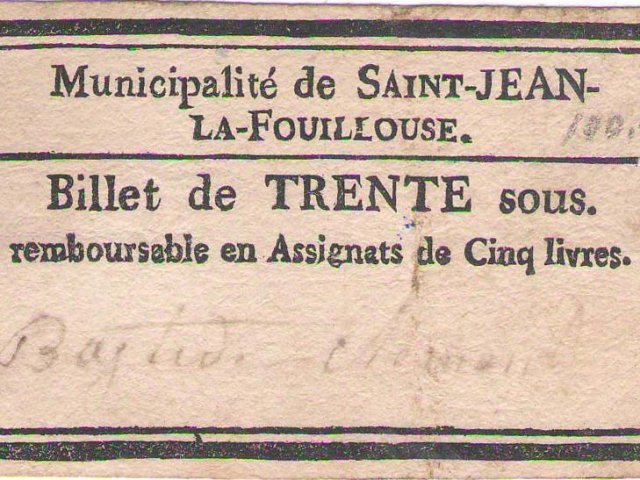 Municipalité de SAINT-JEAN-
LA-FOUILLOUSE.
Billet de TRENTE sous.
remboursable en Assignats de Cinq livres.